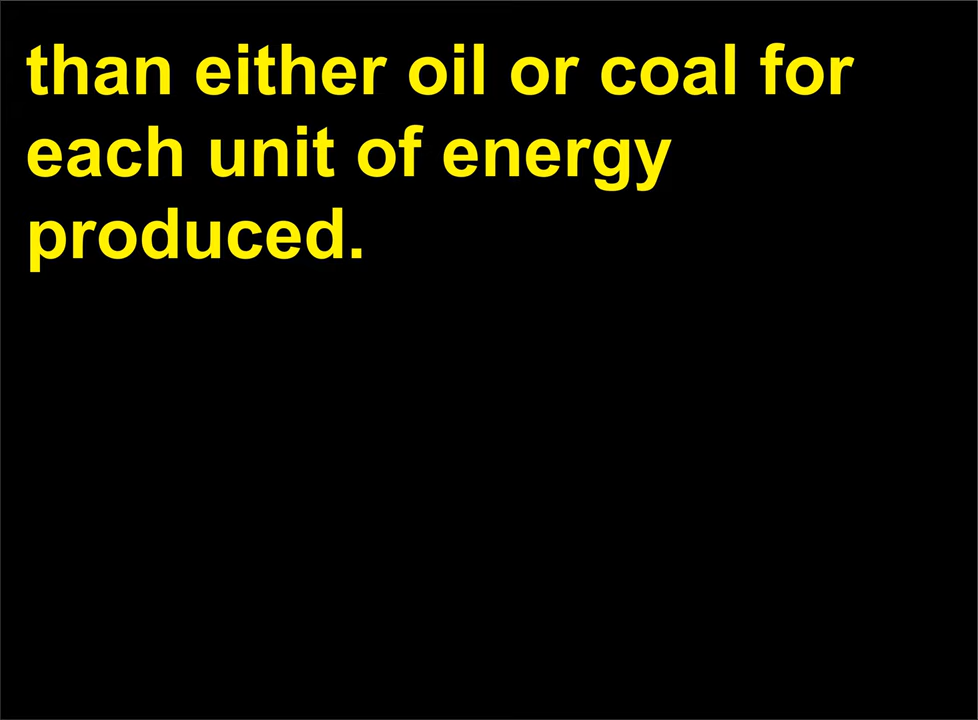 than either oil or coal for
each unit of energy
produced.